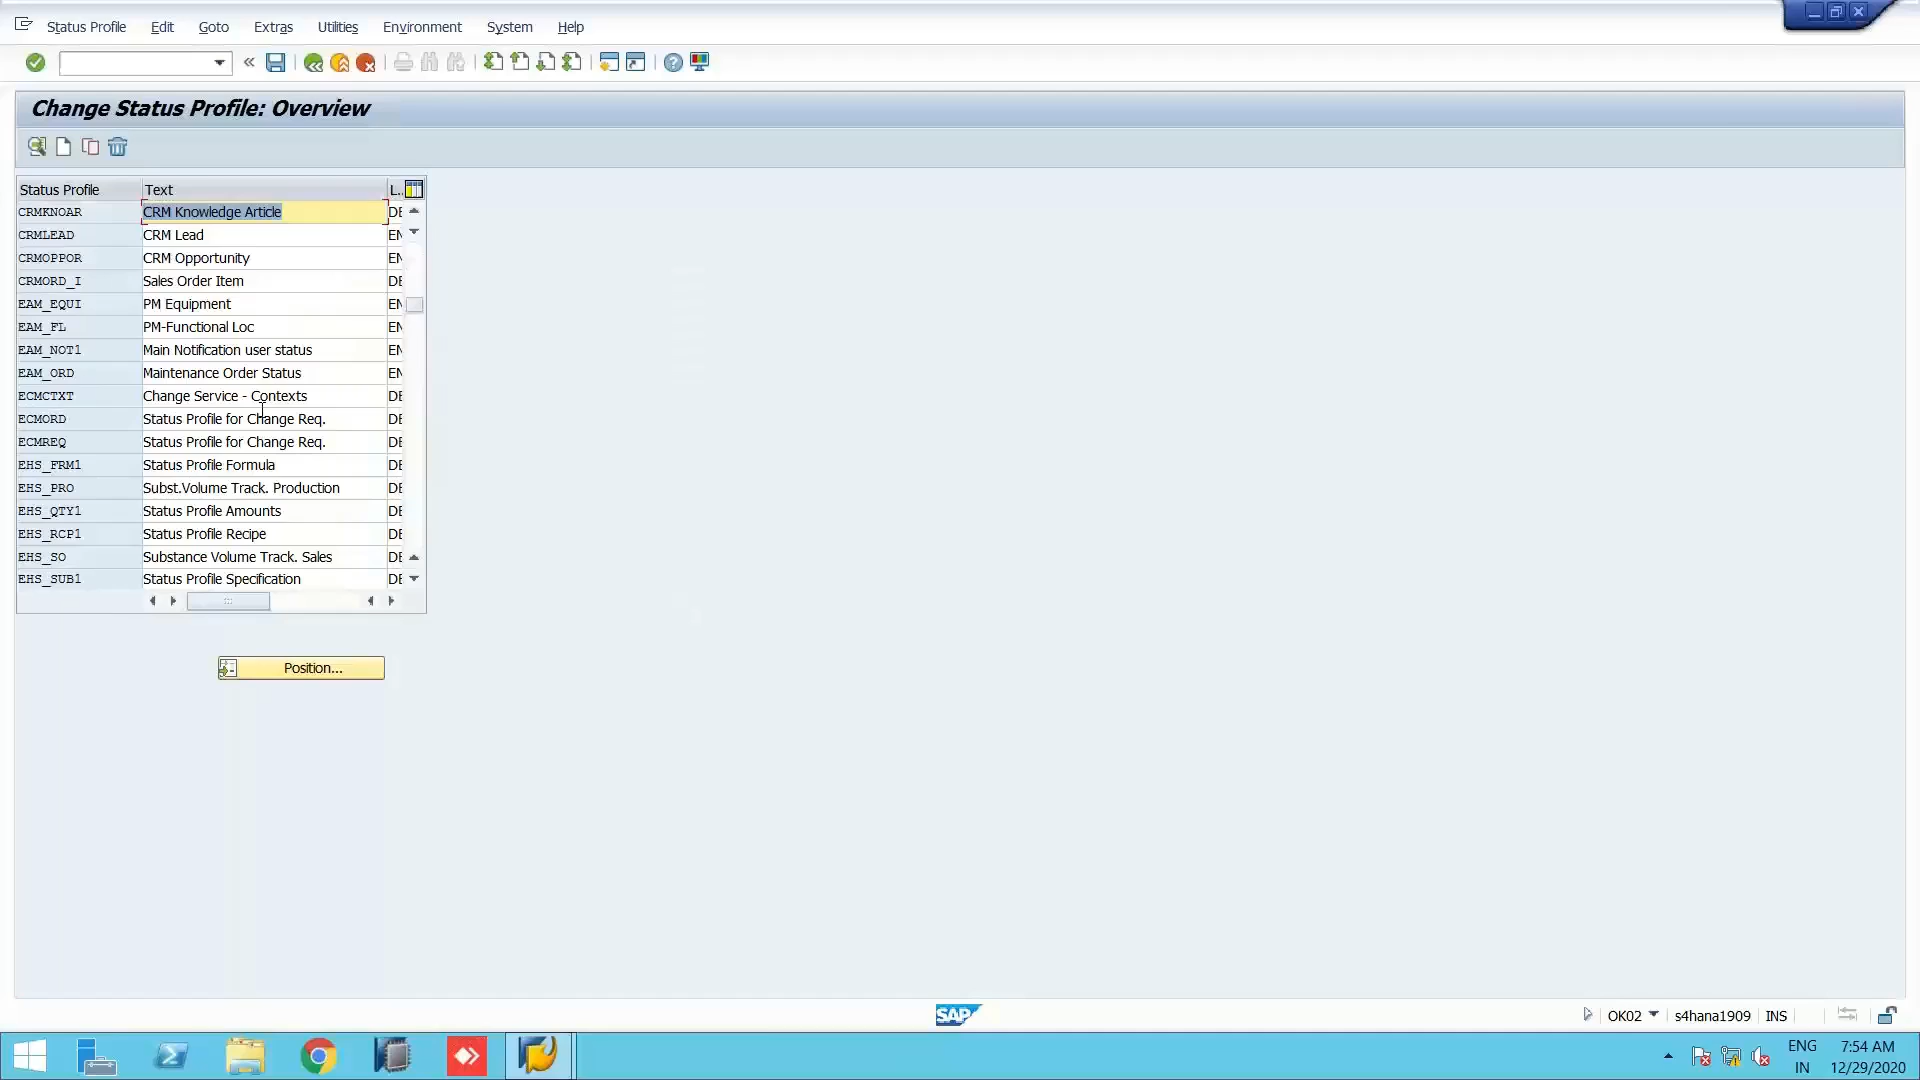 Status Profile Edit Goto Extras Utilities Environment System Help
Change Status Profile: Overview
Status Profile Text L..
CRMKNOAR CRM Knowledge Article DE
CRMLEAD CRM Lead EN
CRMOPPOR CRM Opportunity EN
CRMORD_I Sales Order Item DE
EAM_EQUI PM Equipment EN
EAM_FL PM-Functional Loc EN
EAM_NOT1 Main Notification user status EN
EAM_ORD Maintenance Order Status EN
ECMCTXT Change Service - Contexts DE
ECMORD Status Profile for Change Req. DE
ECMREQ Status Profile for Change Req. DE
EHS_FRM1 Status Profile Formula DE
EHS_PRO Subst.Volume Track. Production DE
EHS_QTY1 Status Profile Amounts DE
EHS_RCP1 Status Profile Recipe DE
EHS_SO Substance Volume Track. Sales DE
EHS_SUB1 Status Profile Specification DE
Position...
SAP
OK02 s4hana1909 INS
ENG 7:54 AM
IN 12/29/2020